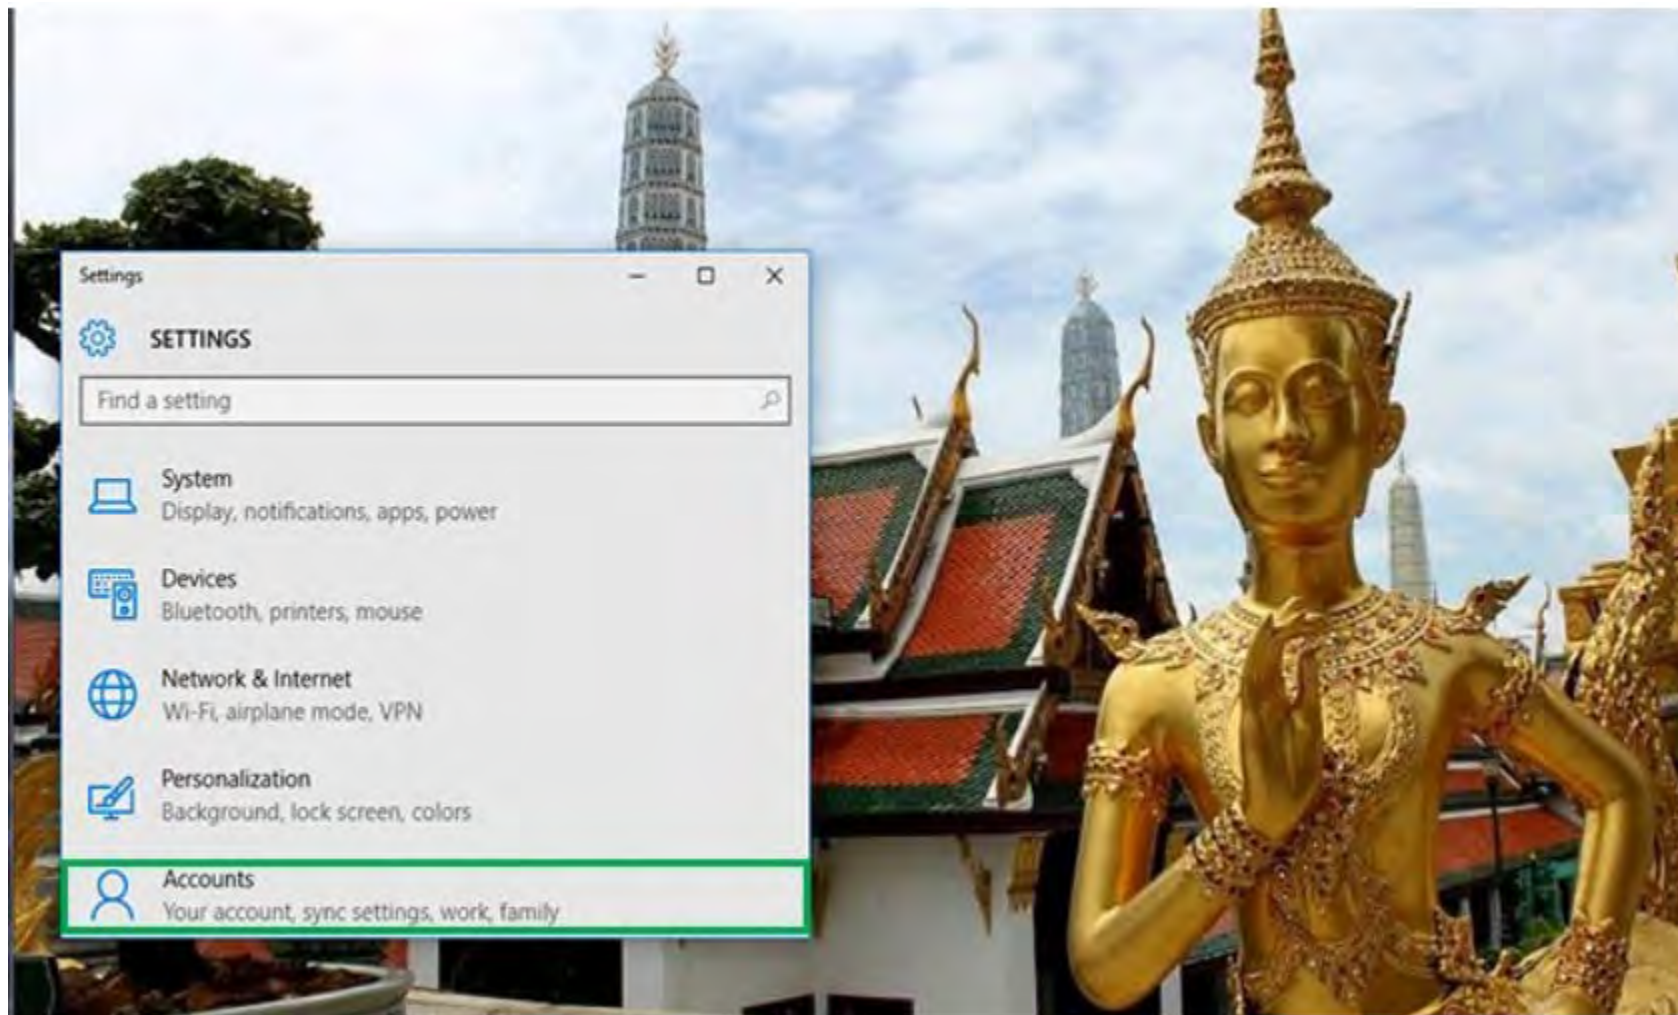 Settings
SETTINGS
Find a setting
System
Display, notifications, apps, power
Devices
Bluetooth, printers, mouse
Network & Internet
Wi-Fi, airplane mode, VPN
Personalization
Background, lock screen, colors
Accounts
Your account, sync settings, work, family